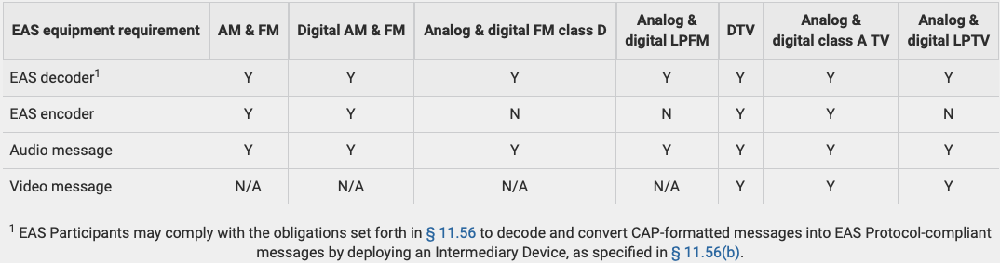 EAS equipment requirement AM & FM Digital AM & FM Analog & digital FM class D Analog & digital LPFM DTV Analog & digital class A TV Analog & digital LPTV
EAS decoder1 Y Y Y Y Y Y Y
EAS encoder Y Y N N Y Y N
Audio message Y Y Y Y Y Y Y
Video message N/A N/A N/A N/A Y Y Y
1 EAS Participants may comply with the obligations set forth in § 11.56 to decode and convert CAP-formatted messages into EAS Protocol-compliant
messages by deploying an Intermediary Device, as specified in § 11.56(b).